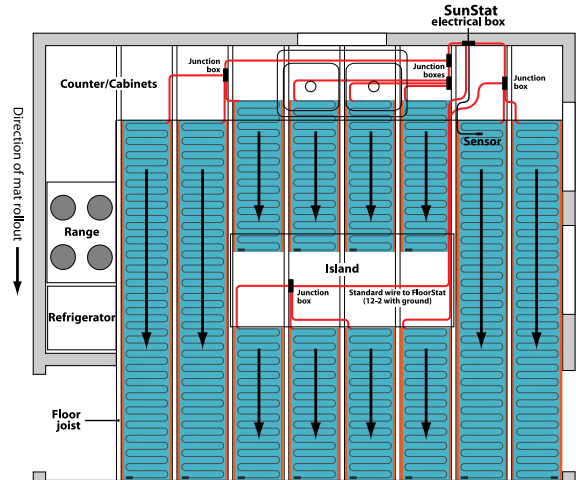 SunStat
electrical box
Junction
box
Junction
boxes
Junction
box
Counter/Cabinets
Sensor
Direction of mat rollout
Range
Island
Junction
box
Standard wire to FloorStat
(12-2 with ground)
Refrigerator
Floor
joist